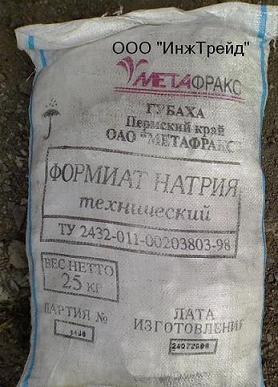 ООО "ИнжТрейд"
МЕТАФРАКС
ГУБАХА
Пермский край
ОАО "МЕТАФРАКС
ФОРМИАТ НАТРИЯ
технический
ТУ 2432-011-00203803-98
ВЕС НЕТТО
25 КГ
ПАРТИЯ №
ДАТА
ИЗГОТОВЛЕНИЯ